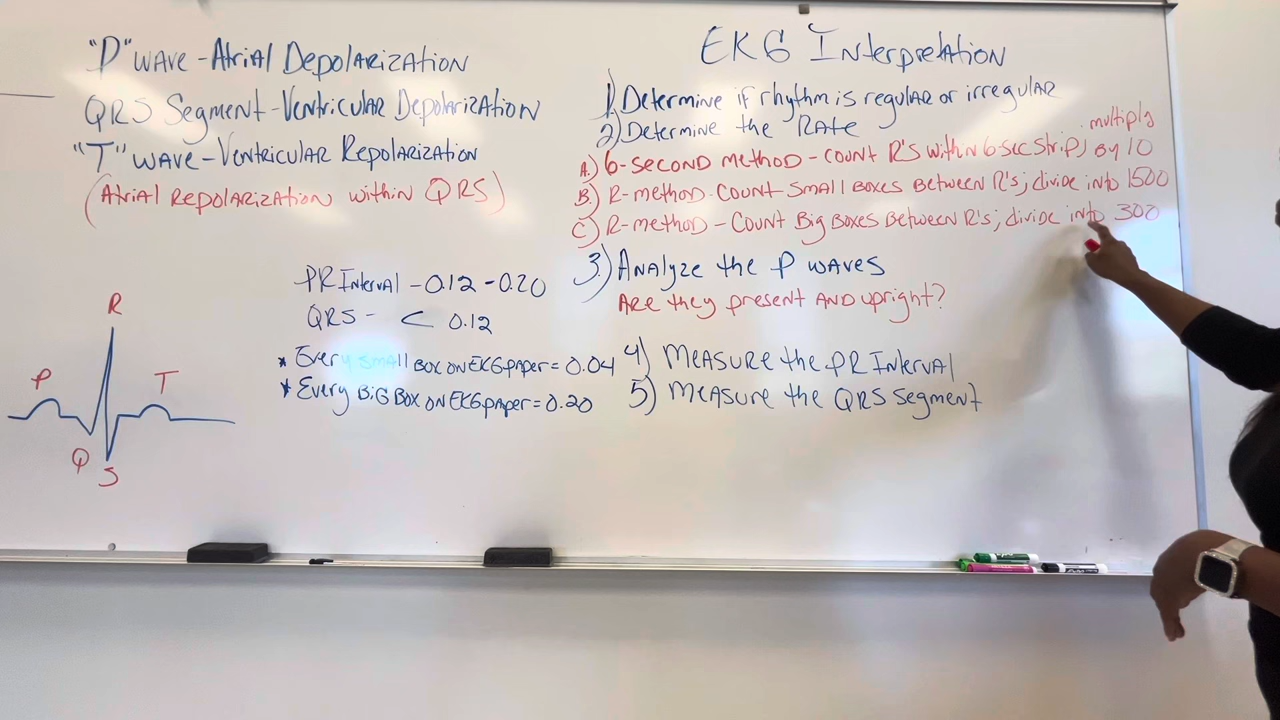 "P" wave - Atrial Depolarization
QRS Segment - Ventricular Depolarization
"T" wave - Ventricular Repolarization
(Atrial Repolarization within QRS)
PR Interval - 0.12 - 0.20
QRS - < 0.12
* Every small box on EKG paper = 0.04
* Every Big Box on EKG paper = 0.20
R
P
T
Q
S
EKG Interpretation
1) Determine if rhythm is regular or irregular
2) Determine the Rate
A.) 6-second method - count R's within 6-sec strip; multiply by 10
B.) R-method - Count small boxes between R's; divide into 1500
C) R-method - Count Big Boxes between R's; divide into 300
3.) Analyze the P waves
Are they present and upright?
4) Measure the PR Interval
5) Measure the QRS segment